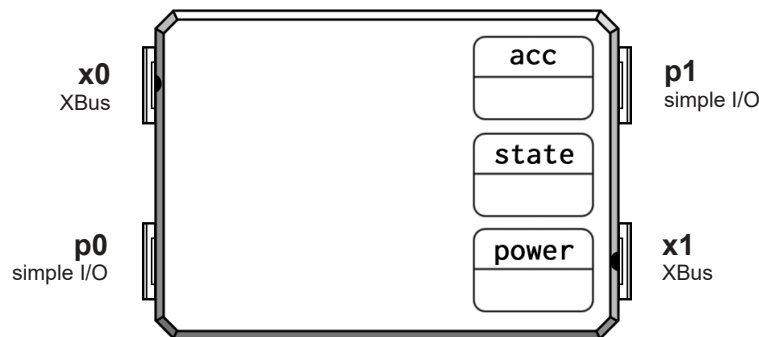 x0
XBus
p0
simple I/O
acc
state
power
p1
simple I/O
x1
XBus